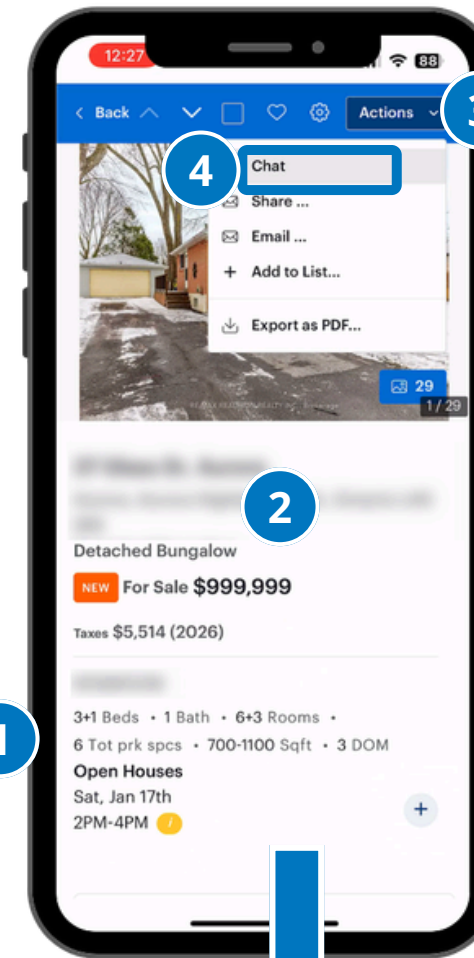 12:27
88
Back
Actions
3
4
Chat
Share ...
Email ...
+ Add to List...
Export as PDF...
29
1 / 29
2
Detached Bungalow
NEW For Sale $999,999
Taxes $5,514 (2026)
1
3+1 Beds • 1 Bath • 6+3 Rooms •
6 Tot prk spcs • 700-1100 Sqft • 3 DOM
Open Houses
Sat, Jan 17th
2PM-4PM i
+